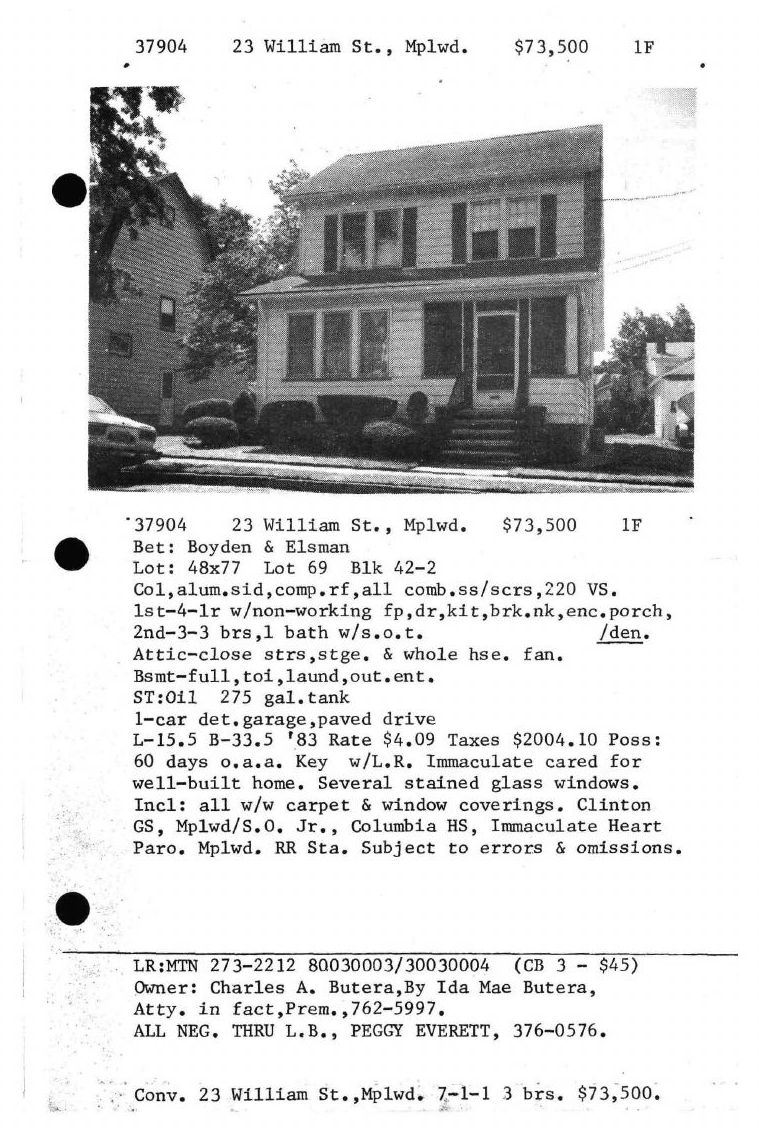 37904 23 William St., Mplwd. $73,500 1F
37904 23 William St., Mplwd. $73,500 1F
Bet: Boyden & Elsman
Lot: 48x77 Lot 69 Blk 42-2
Col,alum.sid,comp.rf,all comb.ss/scrs,220 VS.
1st-4-lr w/non-working fp,dr,kit,brk.nk,enc.porch,
2nd-3-3 brs,1 bath w/s.o.t. /den.
Attic-close strs,stge. & whole hse. fan.
Bsmt-full,toi,laund,out.ent.
ST:Oil 275 gal.tank
1-car det.garage,paved drive
L-15.5 B-33.5 '83 Rate $4.09 Taxes $2004.10 Poss:
60 days o.a.a. Key w/L.R. Immaculate cared for
well-built home. Several stained glass windows.
Incl: all w/w carpet & window coverings. Clinton
GS, Mplwd/S.O. Jr., Columbia HS, Immaculate Heart
Paro. Mplwd. RR Sta. Subject to errors & omissions.
LR:MTN 273-2212 80030003/30030004 (CB 3 - $45)
Owner: Charles A. Butera,By Ida Mae Butera,
Atty. in fact,Prem.,762-5997.
ALL NEG. THRU L.B., PEGGY EVERETT, 376-0576.
Conv. 23 William St.,Mplwd. 7-1-1 3 brs. $73,500.